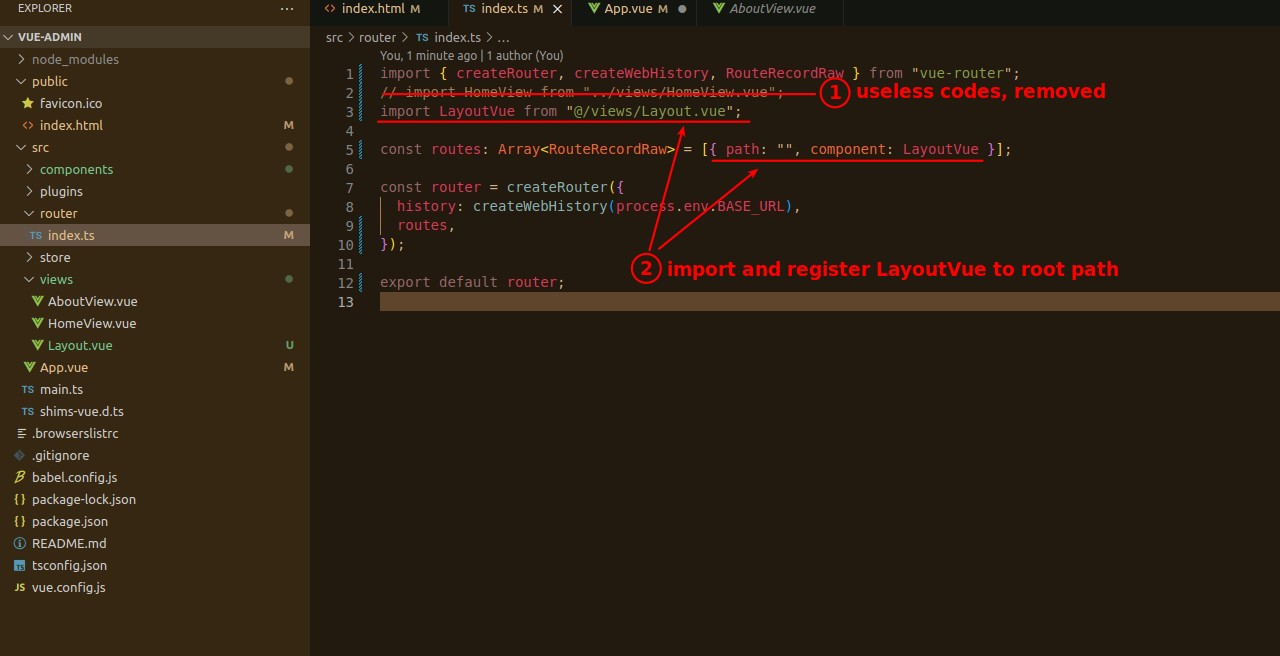 EXPLORER ...
index.html M
TS index.ts M
App.vue M
AboutView.vue
VUE-ADMIN
node_modules
public
favicon.ico
index.html M
src
components
plugins
router
TS index.ts M
store
views
AboutView.vue
HomeView.vue
Layout.vue U
App.vue M
TS main.ts
TS shims-vue.d.ts
.browserslistrc
.gitignore
babel.config.js
package-lock.json
package.json
README.md
tsconfig.json
JS vue.config.js
src > router > TS index.ts > ...
You, 1 minute ago | 1 author (You)
1 import { createRouter, createWebHistory, RouteRecordRaw } from "vue-router";
2 // import HomeView from "../views/HomeView.vue";
1 useless codes, removed
3 import LayoutVue from "@/views/Layout.vue";
4
5 const routes: Array<RouteRecordRaw> = [{ path: "", component: LayoutVue }];
6
7 const router = createRouter({
8 history: createWebHistory(process.env.BASE_URL),
9 routes,
10 });
2 import and register LayoutVue to root path
11
12 export default router;
13